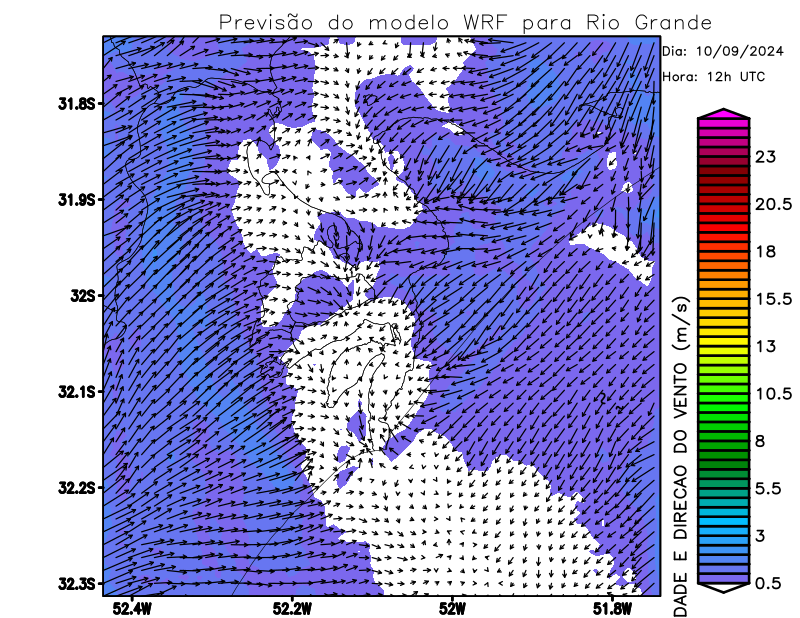 Previsão do modelo WRF para Rio Grande
Dia: 10/09/2024
Hora: 12h UTC
31.8S
31.9S
32S
32.1S
32.2S
32.3S
52.4W
52.2W
52W
51.8W
DADE E DIRECAO DO VENTO (m/s)
23
20.5
18
15.5
13
10.5
8
5.5
3
0.5